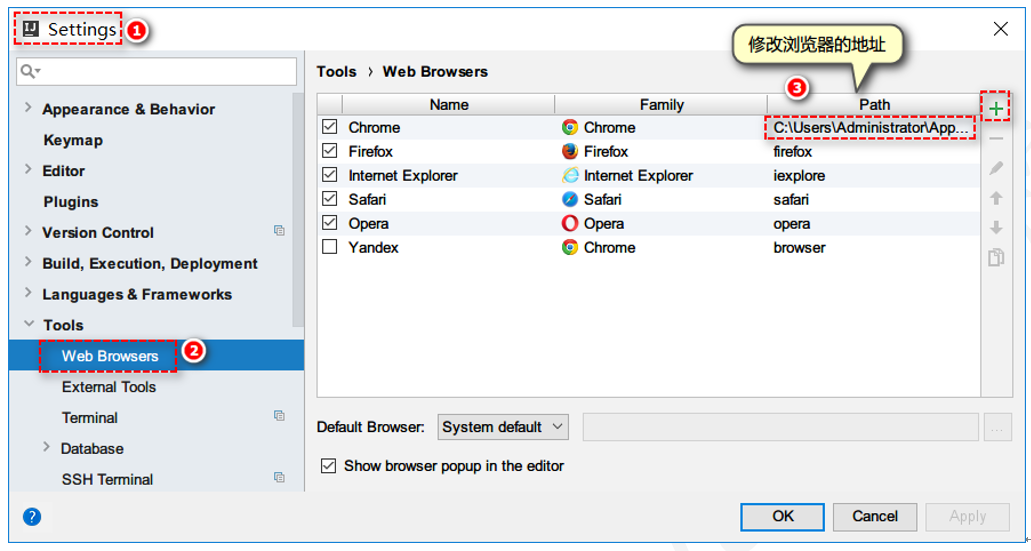 Settings
1
修改浏览器的地址
Tools › Web Browsers
3
Name Family Path
Chrome Chrome C:\Users\Administrator\App...
Firefox Firefox firefox
Internet Explorer Internet Explorer iexplore
Safari Safari safari
Opera Opera opera
Yandex Chrome browser
Appearance & Behavior
Keymap
Editor
Plugins
Version Control
Build, Execution, Deployment
Languages & Frameworks
Tools
Web Browsers
2
External Tools
Terminal
Database
SSH Terminal
Default Browser: System default ...
Show browser popup in the editor
?
OK Cancel Apply